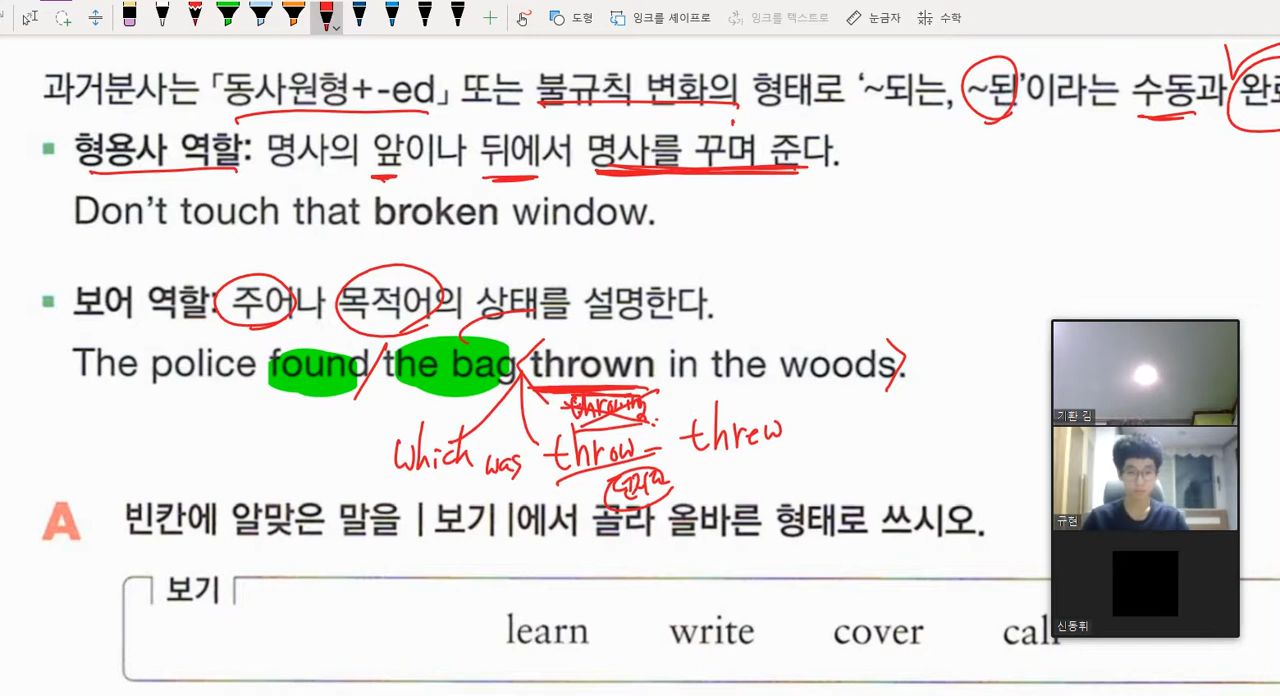 도형 잉크를 셰이프로 잉크를 텍스트로 눈금자 수학
과거분사는 「동사원형+-ed」 또는 불규칙 변화의 형태로 '~되는, ~된'이라는 수동과
형용사 역할: 명사의 앞이나 뒤에서 명사를 꾸며 준다.
Don't touch that broken window.
보어 역할: 주어나 목적어의 상태를 설명한다.
The police found the bag thrown in the woods.
throwing
which was throw - threw
던지고
A 빈칸에 알맞은 말을 |보기|에서 골라 올바른 형태로 쓰시오.
보기
learn write cover call
기환 김
규현
신동휘